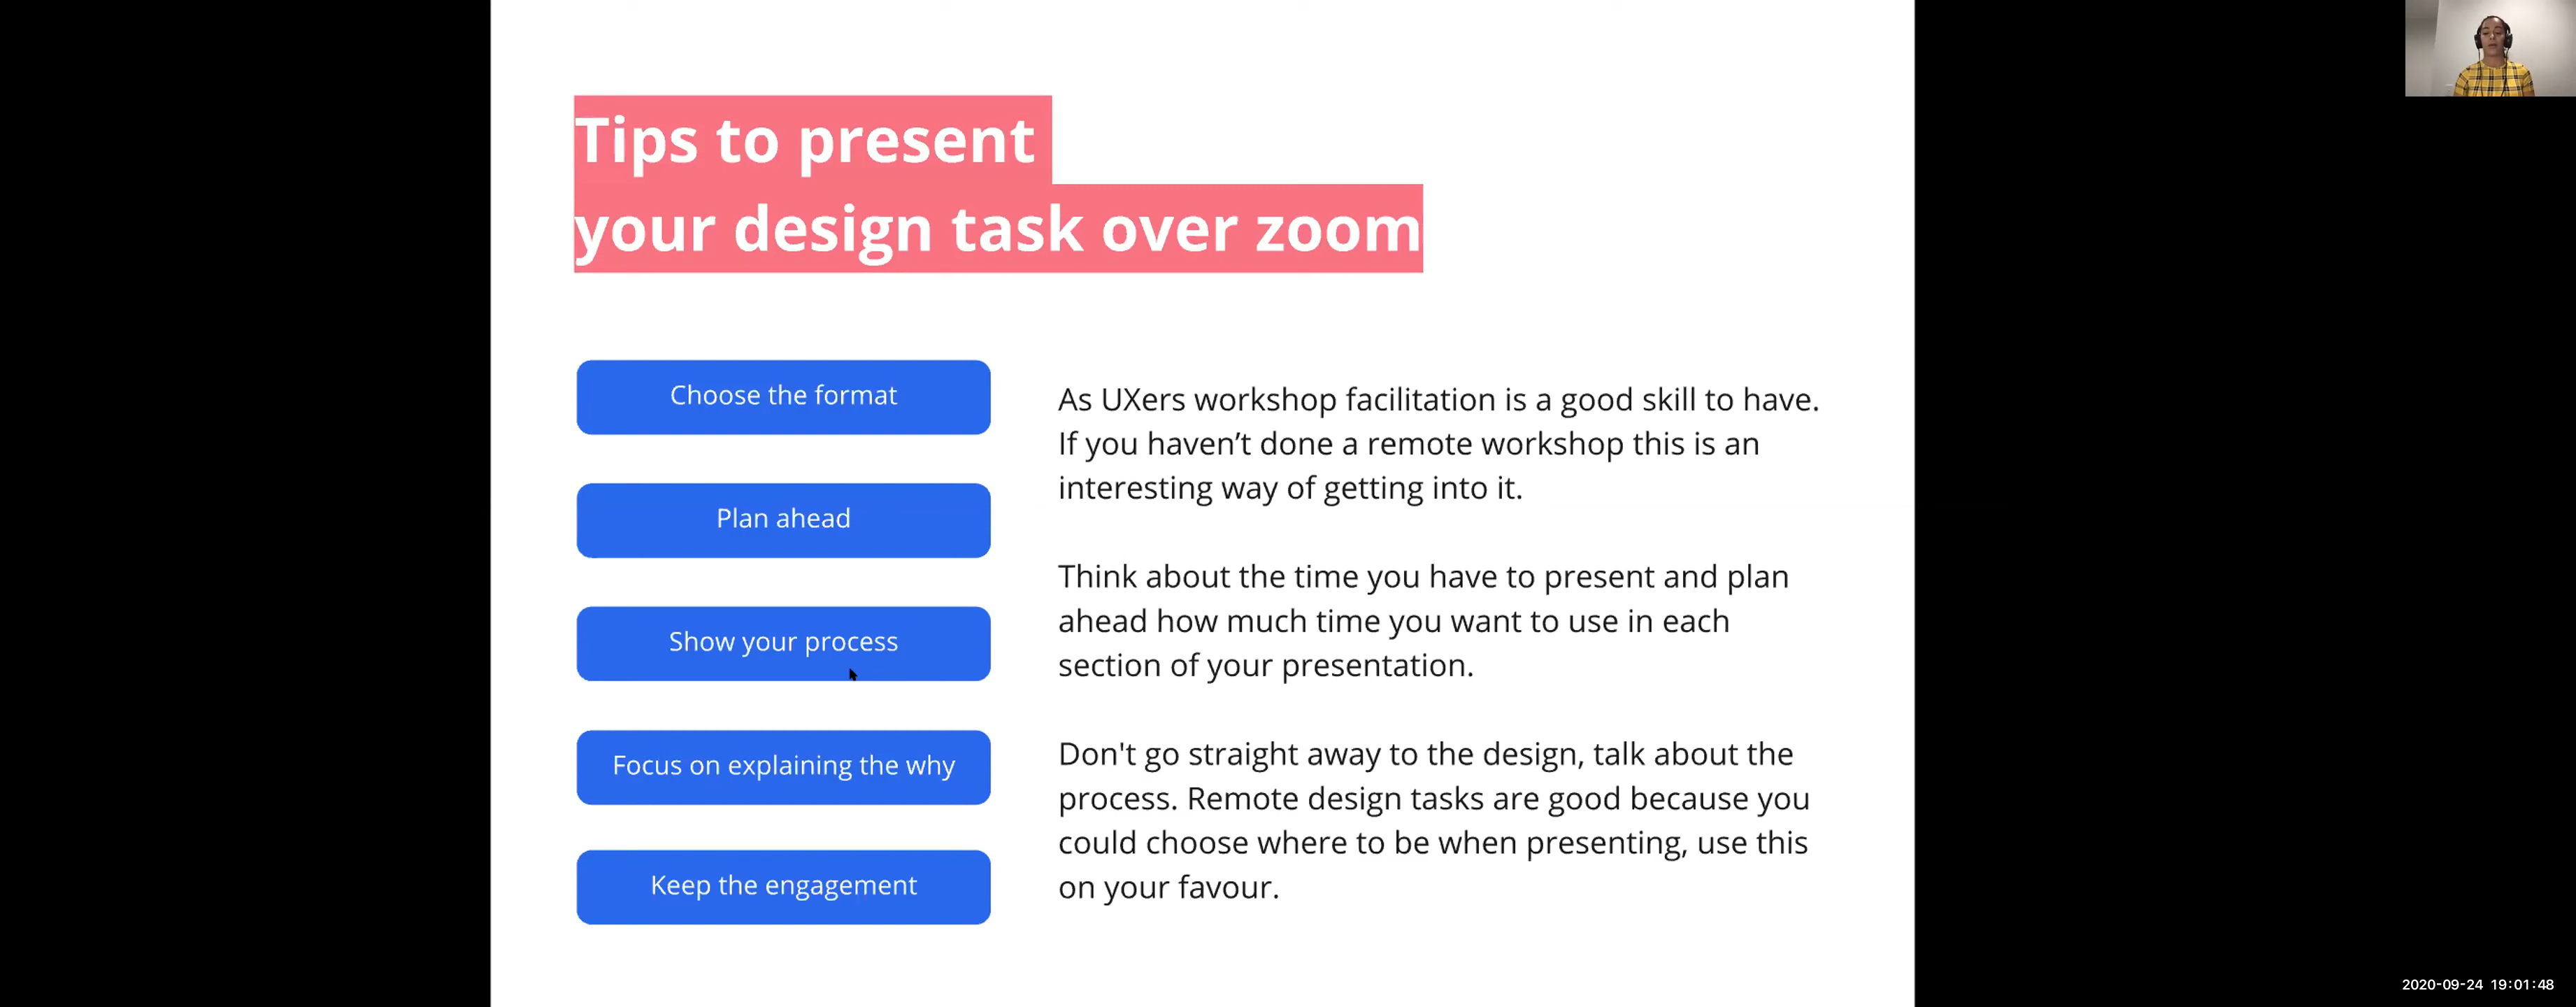 Tips to present
your design task over zoom
Choose the format
Plan ahead
Show your process
Focus on explaining the why
Keep the engagement
As UXers workshop facilitation is a good skill to have.
If you haven’t done a remote workshop this is an
interesting way of getting into it.
Think about the time you have to present and plan
ahead how much time you want to use in each
section of your presentation.
Don't go straight away to the design, talk about the
process. Remote design tasks are good because you
could choose where to be when presenting, use this
on your favour.
2020-09-24 19:01:48